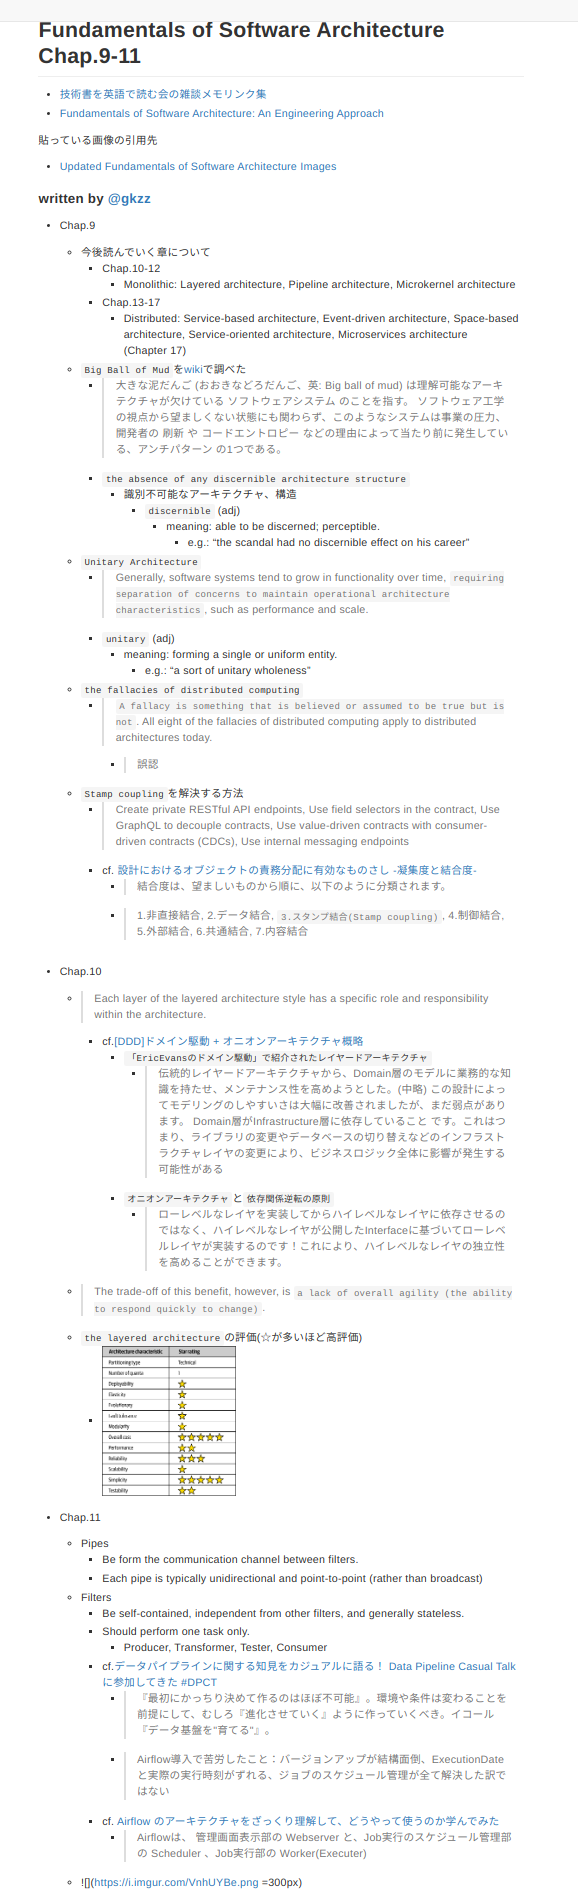 Fundamentals of Software Architecture
Chap.9-11
技術書を英語で読む会の雑談メモリンク集
Fundamentals of Software Architecture: An Engineering Approach
貼っている画像の引用先
Updated Fundamentals of Software Architecture Images
written by @gkzz
Chap.9
今後読んでいく章について
Chap.10-12
Monolithic: Layered architecture, Pipeline architecture, Microkernel architecture
Chap.13-17
Distributed: Service-based architecture, Event-driven architecture, Space-based
architecture, Service-oriented architecture, Microservices architecture
(Chapter 17)
Big Ball of Mud をwikiで調べた
大きな泥だんご (おおきなどろだんご、英: Big ball of mud) は理解可能なアーキ
テクチャが欠けている ソフトウェアシステム のことを指す。 ソフトウェア工学
の視点から望ましくない状態にも関わらず、このようなシステムは事業の圧力、
開発者の 刷新 や コードエントロピー などの理由によって当たり前に発生してい
る、アンチパターン の1つである。
the absence of any discernible architecture structure
識別不可能なアーキテクチャ、構造
discernible (adj)
meaning: able to be discerned; perceptible.
e.g.: “the scandal had no discernible effect on his career”
Unitary Architecture
Generally, software systems tend to grow in functionality over time, requiring
separation of concerns to maintain operational architecture
characteristics , such as performance and scale.
unitary (adj)
meaning: forming a single or uniform entity.
e.g.: “a sort of unitary wholeness”
the fallacies of distributed computing
A fallacy is something that is believed or assumed to be true but is
not . All eight of the fallacies of distributed computing apply to distributed
architectures today.
誤認
Stamp coupling を解決する方法
Create private RESTful API endpoints, Use field selectors in the contract, Use
GraphQL to decouple contracts, Use value-driven contracts with consumer-
driven contracts (CDCs), Use internal messaging endpoints
cf. 設計におけるオブジェクトの責務分配に有効なものさし -凝集度と結合度-
結合度は、望ましいものから順に、以下のように分類されます。
1.非直接結合, 2.データ結合, 3.スタンプ結合(Stamp coupling) , 4.制御結合,
5.外部結合, 6.共通結合, 7.内容結合
Chap.10
Each layer of the layered architecture style has a specific role and responsibility
within the architecture.
cf.[DDD]ドメイン駆動 + オニオンアーキテクチャ概略
「EricEvansのドメイン駆動」で紹介されたレイヤードアーキテクチャ
伝統的レイヤードアーキテクチャから、Domain層のモデルに業務的な知
識を持たせ、メンテナンス性を高めようとした。(中略) この設計によっ
てモデリングのしやすいさは大幅に改善されましたが、まだ弱点があり
ます。 Domain層がInfrastructure層に依存していること です。これはつ
まり、ライブラリの変更やデータベースの切り替えなどのインフラスト
ラクチャレイヤの変更により、ビジネスロジック全体に影響が発生する
可能性がある
オニオンアーキテクチャ と 依存関係逆転の原則
ローレベルなレイヤを実装してからハイレベルなレイヤに依存させるの
ではなく、ハイレベルなレイヤが公開したInterfaceに基づいてローレベ
ルレイヤが実装するのです！これにより、ハイレベルなレイヤの独立性
を高めることができます。
The trade-off of this benefit, however, is a lack of overall agility (the ability
to respond quickly to change) .
the layered architecture の評価(☆が多いほど高評価)
Architecture characteristic Star rating
Partitioning type Technical
Number of quanta 1
Deployability ☆
Elasticity ☆
Evolutionary ☆
Fault tolerance ☆
Modularity ☆
Overall cost ☆☆☆☆☆
Performance ☆☆
Reliability ☆☆☆
Scalability ☆
Simplicity ☆☆☆☆☆
Testability ☆☆
Chap.11
Pipes
Be form the communication channel between filters.
Each pipe is typically unidirectional and point-to-point (rather than broadcast)
Filters
Be self-contained, independent from other filters, and generally stateless.
Should perform one task only.
Producer, Transformer, Tester, Consumer
cf.データパイプラインに関する知見をカジュアルに語る！ Data Pipeline Casual Talk
に参加してきた #DPCT
『最初にかっちり決めて作るのはほぼ不可能』。環境や条件は変わることを
前提にして、むしろ『進化させていく』ように作っていくべき。イコール
『データ基盤を"育てる"』。
Airflow導入で苦労したこと：バージョンアップが結構面倒、ExecutionDate
と実際の実行時刻がずれる、ジョブのスケジュール管理が全て解決した訳で
はない
cf. Airflow のアーキテクチャをざっくり理解して、どうやって使うのか学んでみた
Airflowは、 管理画面表示部の Webserver と、Job実行のスケジュール管理部
の Scheduler 、Job実行部の Worker(Executer)
![](https://i.imgur.com/VnhUYBe.png =300px)